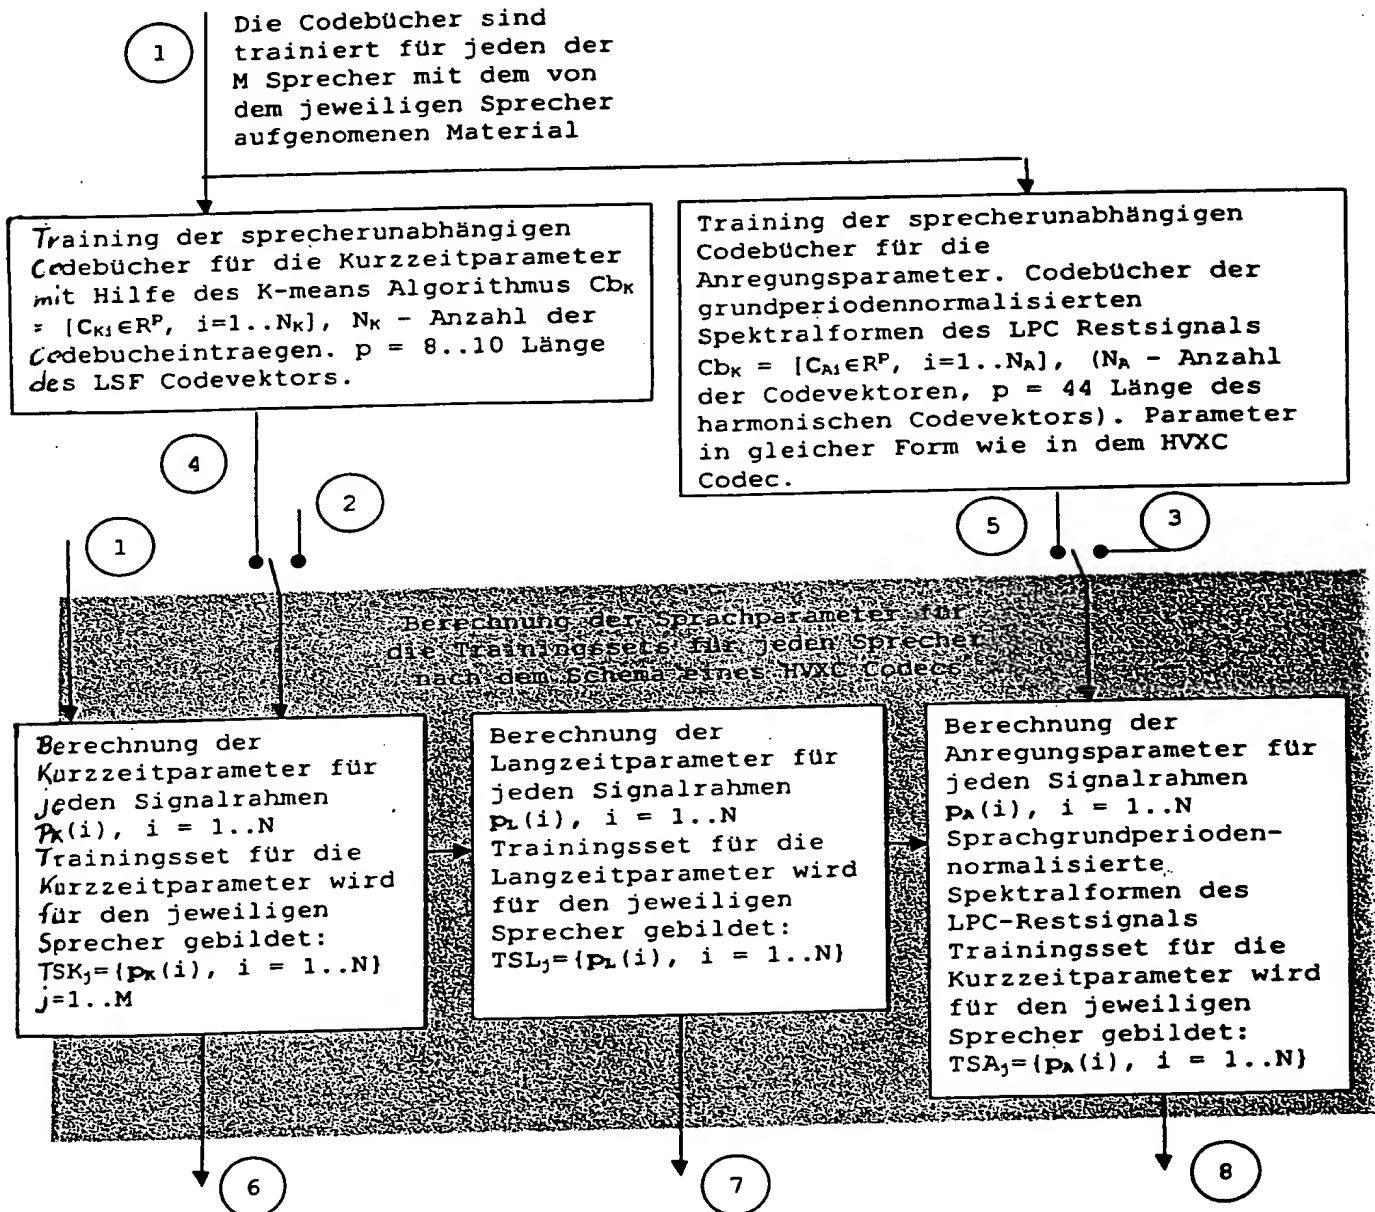 1
Die Codebücher sind
trainiert für jeden der
M Sprecher mit dem von
dem jeweiligen Sprecher
aufgenomenen Material
Training der sprecherunabhängigen
Codebücher für die Kurzzeitparameter
mit Hilfe des K-means Algorithmus Cb_K
= [C_Ki∈R^P, i=1..N_K], N_K - Anzahl der
Codebucheintraegen. p = 8..10 Länge
des LSF Codevektors.
Training der sprecherunabhängigen
Codebücher für die
Anregungsparameter. Codebücher der
grundperiodennormalisierten
Spektralformen des LPC Restsignals
Cb_K = [C_Ai∈R^P, i=1..N_A], (N_A - Anzahl
der Codevektoren, p = 44 Länge des
harmonischen Codevektors). Parameter
in gleicher Form wie in dem HVXC
Codec.
4
2
1
5
3
Berechnung der Sprachparameter für
die Trainingssets für jeden Sprecher
nach dem Schema eines HVXC Codecs
Berechnung der
Kurzzeitparameter für
jeden Signalrahmen
p_K(i), i = 1..N
Trainingsset für die
Kurzzeitparameter wird
für den jeweiligen
Sprecher gebildet:
TSK_j={p_K(i), i = 1..N}
j=1..M
Berechnung der
Langzeitparameter für
jeden Signalrahmen
p_L(i), i = 1..N
Trainingsset für die
Langzeitparameter wird
für den jeweiligen
Sprecher gebildet:
TSL_j={p_L(i), i = 1..N}
Berechnung der
Anregungsparameter für
jeden Signalrahmen
p_A(i), i = 1..N
Sprachgrundperioden-
normalisierte
Spektralformen des
LPC-Restsignals
Trainingsset für die
Kurzzeitparameter wird
für den jeweiligen
Sprecher gebildet:
TSA_j={p_A(i), i = 1..N}
6
7
8